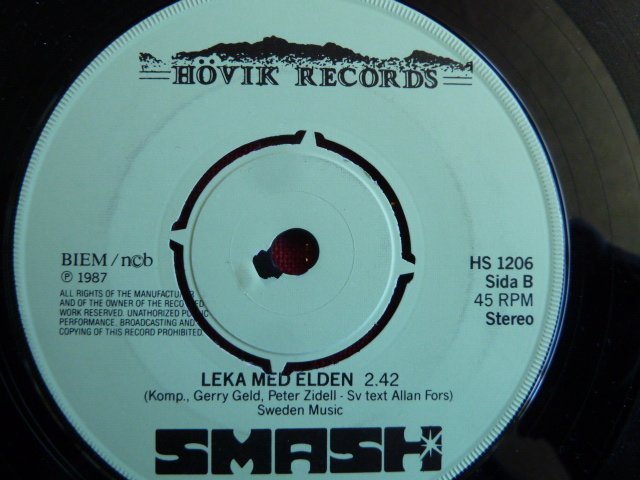 HÖVIK RECORDS
BIEM/ncb
℗ 1987
ALL RIGHTS OF THE MANUFACTURER
AND OF THE OWNER OF THE RECORDED
WORK RESERVED. UNATHORIZED PUBLIC
PERFORMANCE, BROADCASTING AND
COPYING OF THIS RECORD PROHIBITED
HS 1206
Sida B
45 RPM
Stereo
LEKA MED ELDEN 2.42
(Komp., Gerry Geld, Peter Zidell - Sv text Allan Fors)
Sweden Music
SMASH